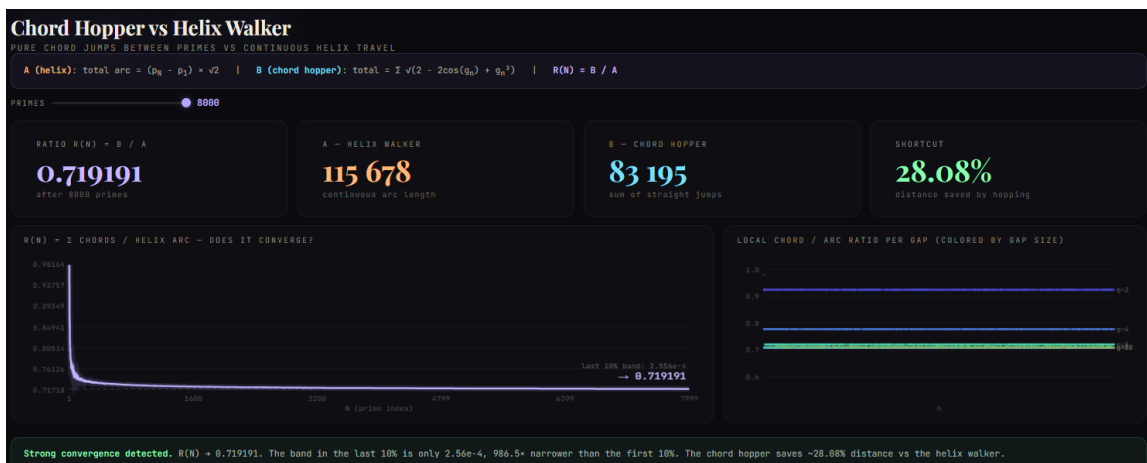 Chord Hopper vs Helix Walker
PURE CHORD JUMPS BETWEEN PRIMES VS CONTINUOUS HELIX TRAVEL
A (helix): total arc = (p_N - p₁) × √2 | B (chord hopper): total = Σ √(2 - 2cos(gₙ) + gₙ²) | R(N) = B / A
PRIMES 8000
RATIO R(N) = B / A
0.719191
after 8000 primes
A — HELIX WALKER
115 678
continuous arc length
B — CHORD HOPPER
83 195
sum of straight jumps
SHORTCUT
28.08%
distance saved by hopping
R(N) = Σ CHORDS / HELIX ARC — DOES IT CONVERGE?
0.98164
0.93757
0.89349
0.84941
0.80534
0.76126
0.71718
last 10% band: 2.556e-4
→ 0.719191
1 1600 3200 4799 6399 7999
N (prime index)
LOCAL CHORD / ARC RATIO PER GAP (COLORED BY GAP SIZE)
1.0
0.9
0.8
0.7
0.6
g=2
g=4
n
Strong convergence detected. R(N) → 0.719191. The band in the last 10% is only 2.56e-4, 986.5× narrower than the first 10%. The chord hopper saves ~28.08% distance vs the helix walker.